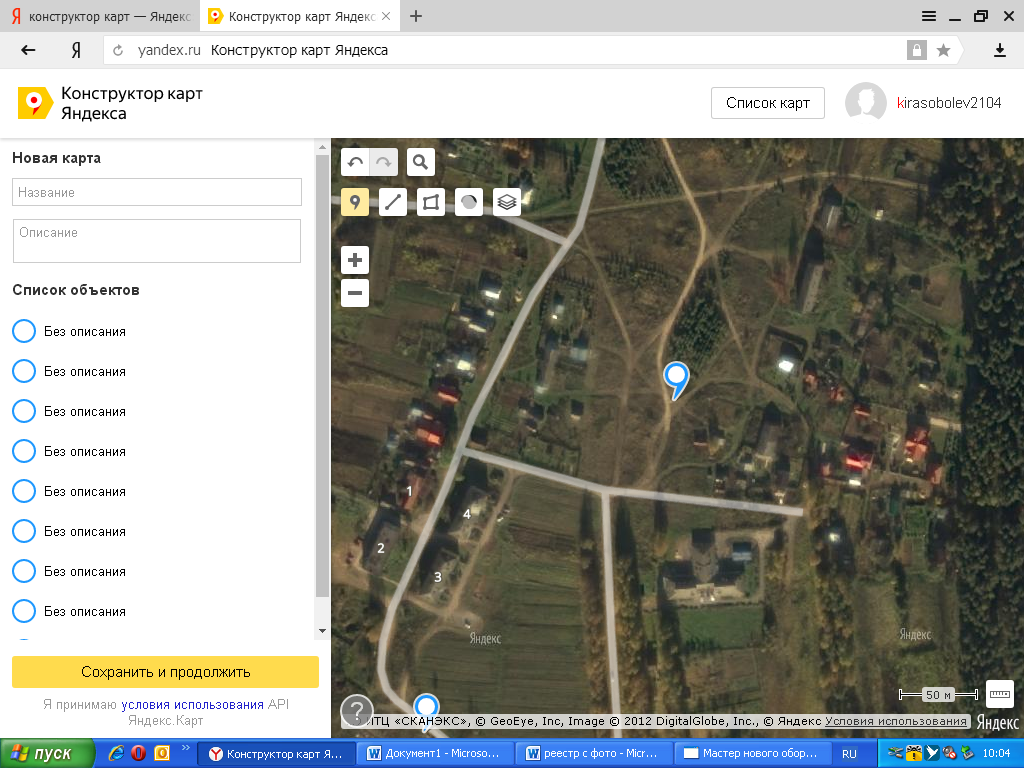 конструктор карт — Яндекс
Конструктор карт Яндекс
yandex.ru Конструктор карт Яндекса
Конструктор карт
Яндекса
Список карт
kirasobolev2104
Новая карта
Название
Описание
Список объектов
Без описания
Без описания
Без описания
Без описания
Без описания
Без описания
Без описания
Без описания
Сохранить и продолжить
Я принимаю условия использования API
Яндекс.Карт
1
4
2
3
Яндекс
Яндекс
50 м
?
ИТЦ «СКАНЭКС», © GeoEye, Inc, Image © 2012 DigitalGlobe, Inc., © Яндекс Условия использования
Яндекс
пуск
Конструктор карт Я...
Документ1 - Microso...
реестр с фото - Mic...
Мастер нового обор...
RU
10:04